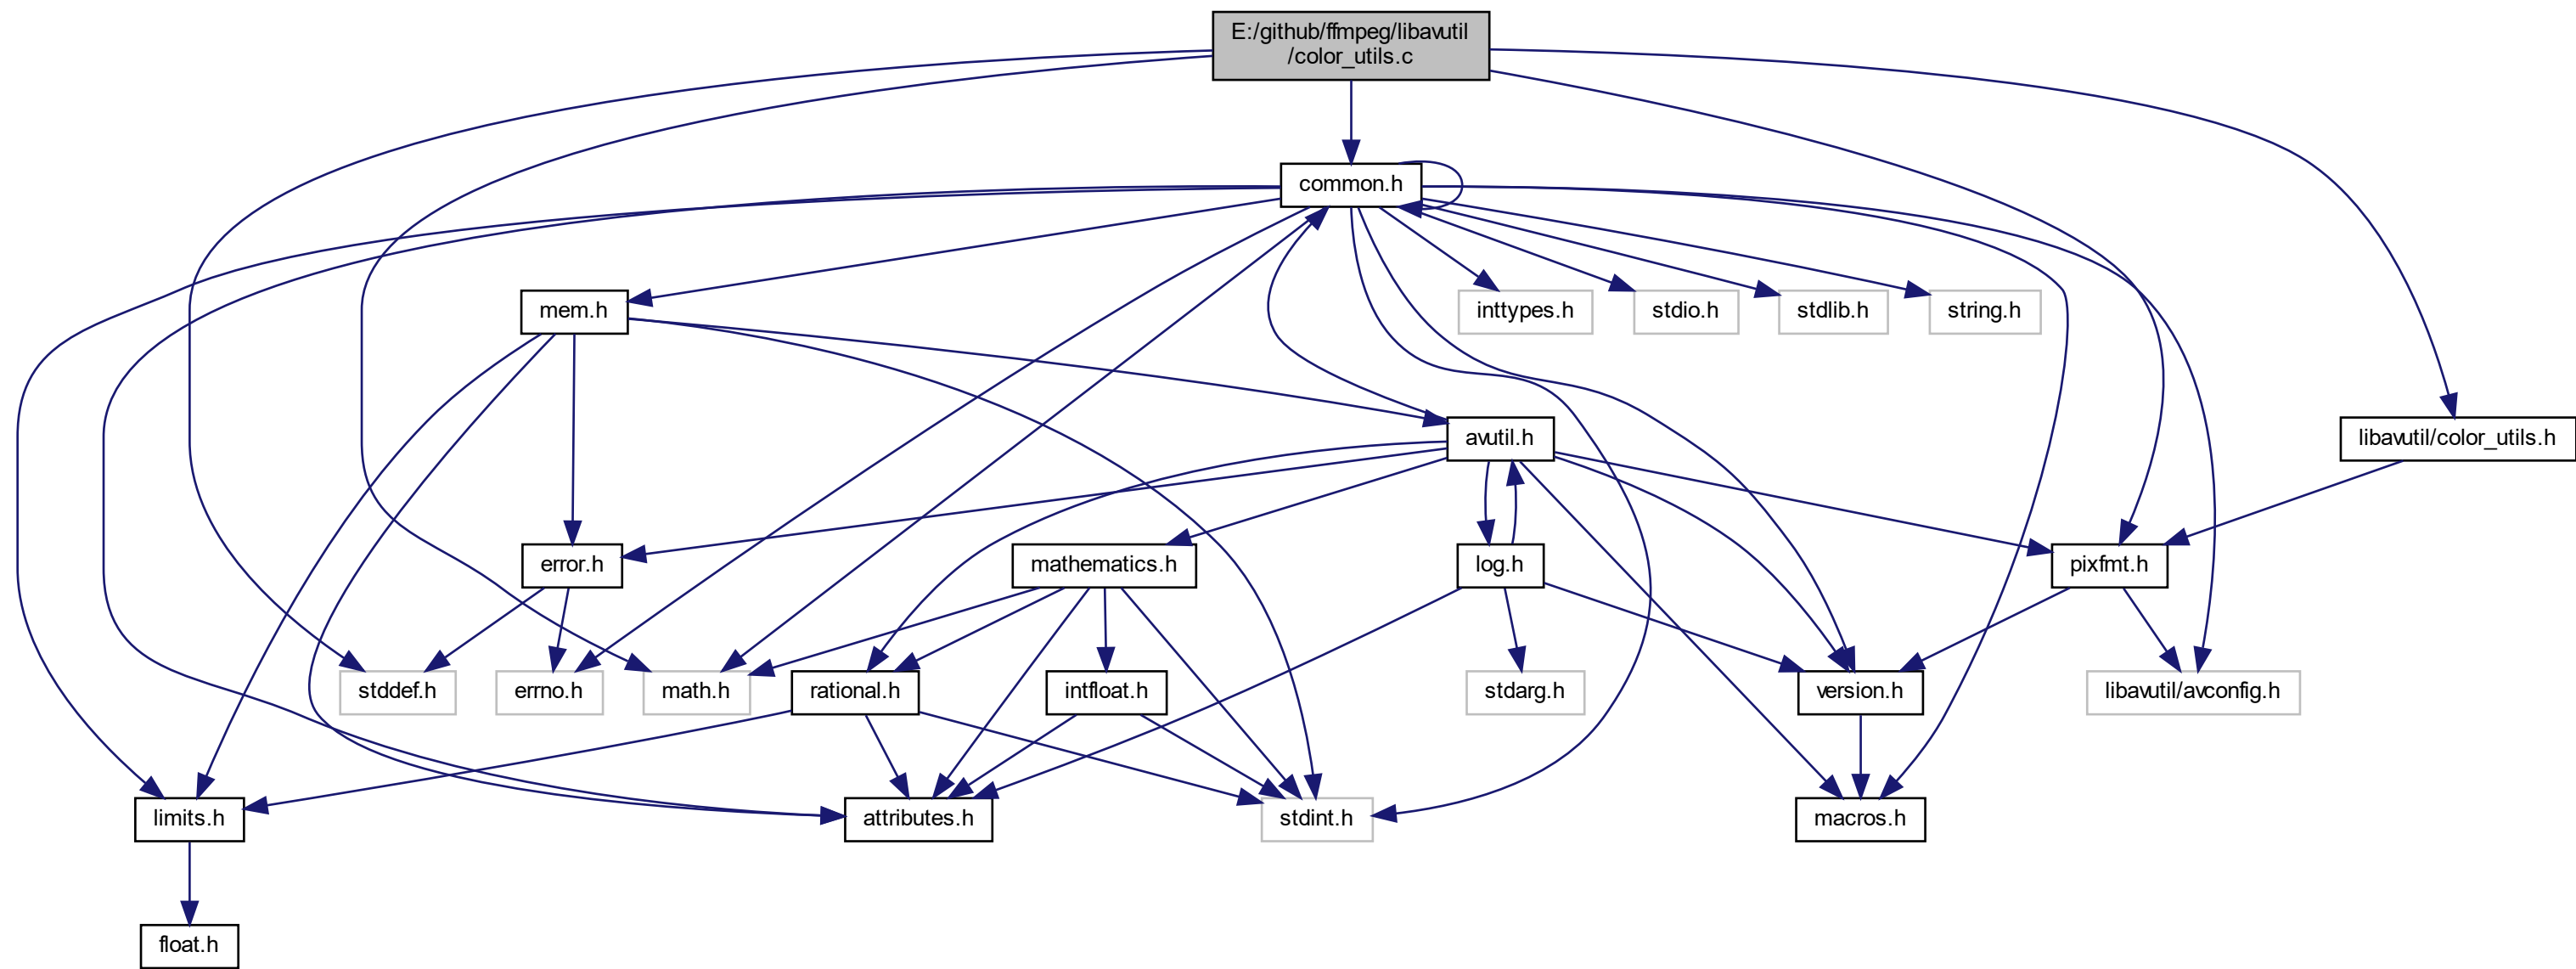 E:/github/ffmpeg/libavutil
/color_utils.c
common.h
mem.h
inttypes.h
stdio.h
stdlib.h
string.h
avutil.h
libavutil/color_utils.h
error.h
mathematics.h
log.h
pixfmt.h
stddef.h
errno.h
math.h
rational.h
intfloat.h
stdarg.h
version.h
libavutil/avconfig.h
limits.h
attributes.h
stdint.h
macros.h
float.h